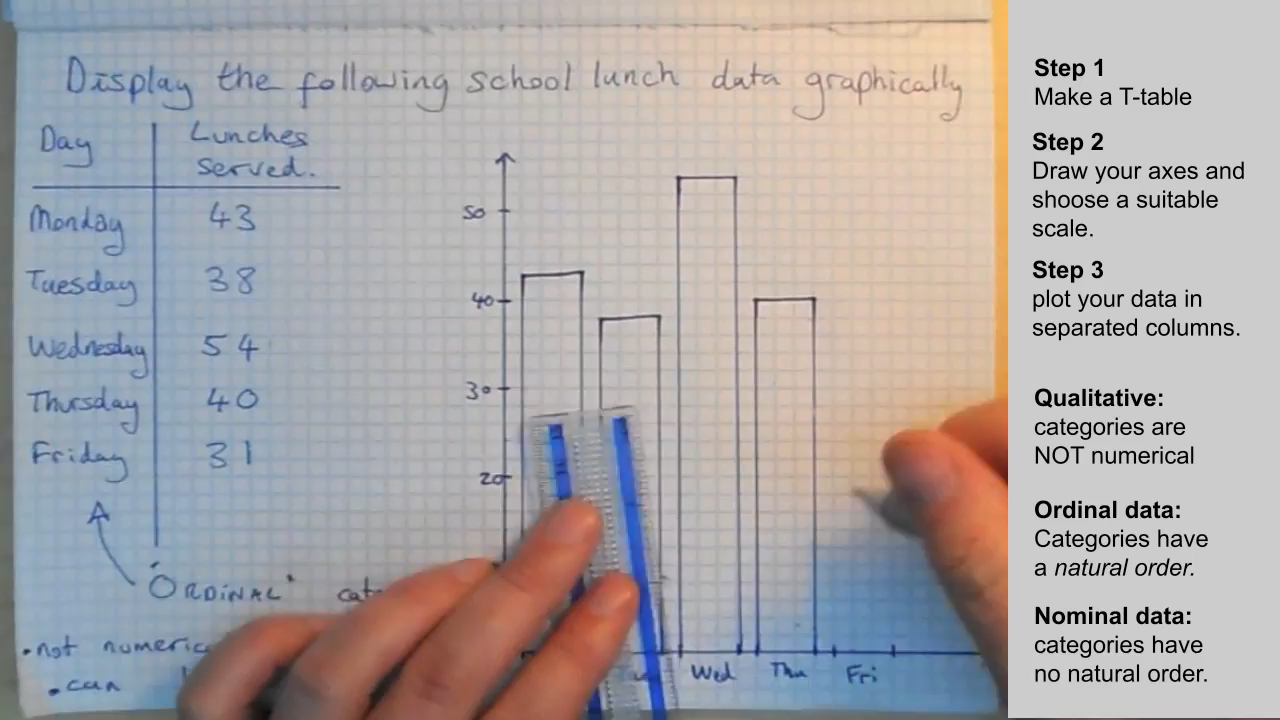 Display the following school lunch data graphically
Day
Lunches
served.
Monday 43
Tuesday 38
Wednesday 54
Thursday 40
Friday 31
"ORDINAL"
• not
• can
50
40
30
20
Wed Thu Fri
Step 1
Make a T-table
Step 2
Draw your axes and
shoose a suitable
scale.
Step 3
plot your data in
separated columns.
Qualitative:
categories are
NOT numerical
Ordinal data:
Categories have
a natural order.
Nominal data:
categories have
no natural order.